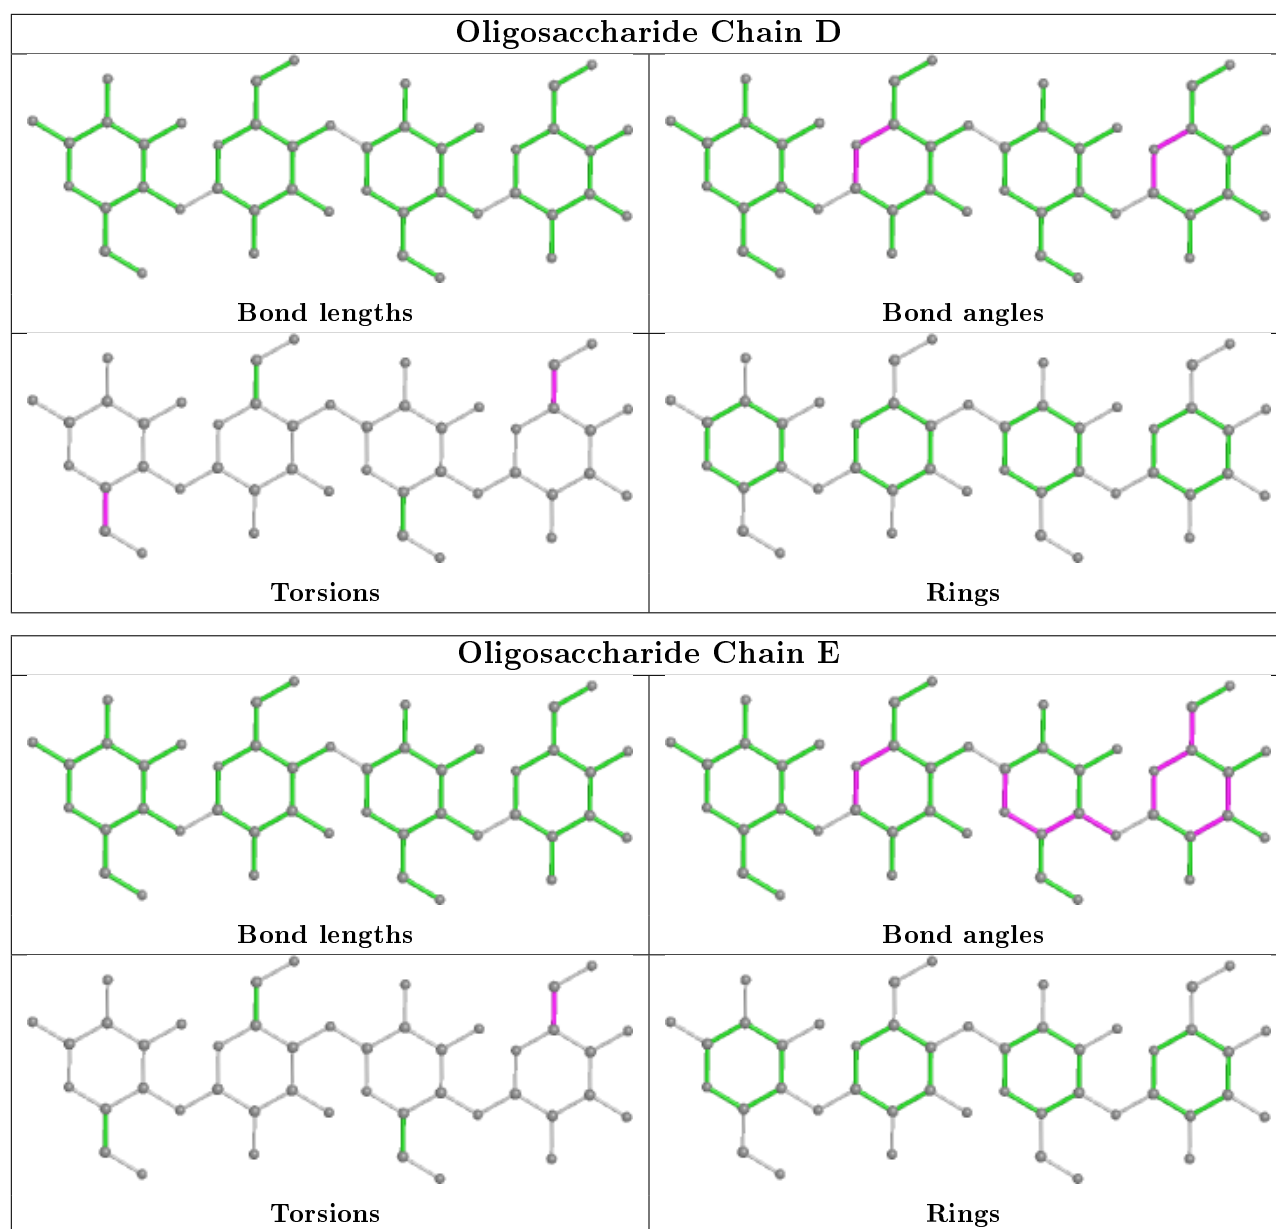 Oligosaccharide Chain D
Bond lengths
Bond angles
Torsions
Rings
Oligosaccharide Chain E
Bond lengths
Bond angles
Torsions
Rings